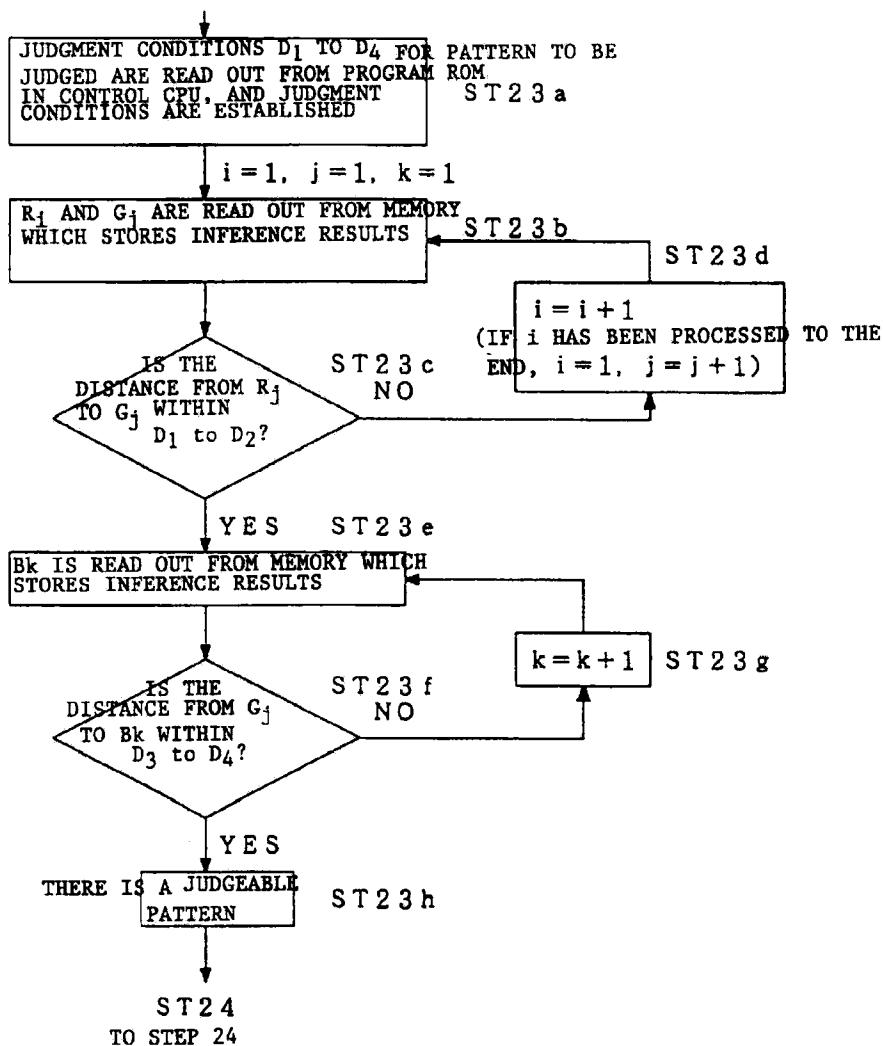 JUDGMENT CONDITIONS D1 TO D4 FOR PATTERN TO BE
JUDGED ARE READ OUT FROM PROGRAM ROM
IN CONTROL CPU, AND JUDGMENT
CONDITIONS ARE ESTABLISHED
ST23a
i=1, j=1, k=1
Ri AND Gj ARE READ OUT FROM MEMORY
WHICH STORES INFERENCE RESULTS
ST23b
ST23d
i=i+1
(IF i HAS BEEN PROCESSED TO THE
END, i=1, j=j+1)
IS THE
DISTANCE FROM Rj
TO Gj WITHIN
D1 to D2?
ST23c
NO
YES
ST23e
Bk IS READ OUT FROM MEMORY WHICH
STORES INFERENCE RESULTS
k=k+1
ST23g
IS THE
DISTANCE FROM Gj
TO Bk WITHIN
D3 to D4?
ST23f
NO
YES
THERE IS A JUDGEABLE
PATTERN
ST23h
ST24
TO STEP 24